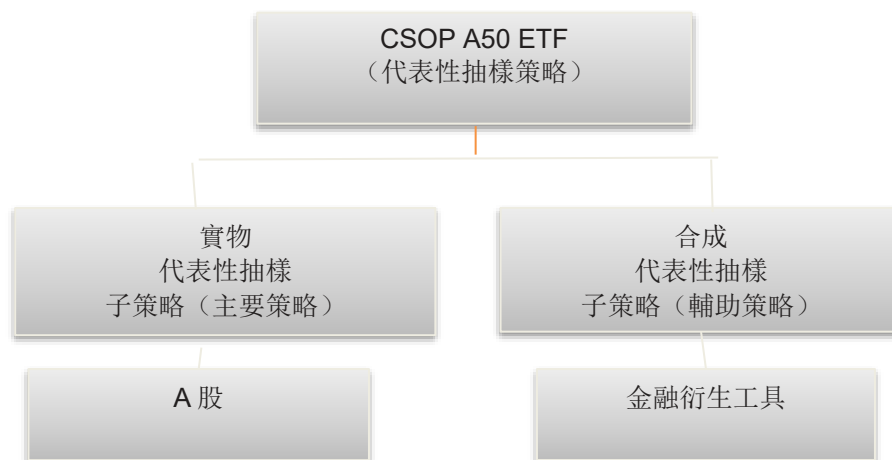 CSOP A50 ETF
（代表性抽樣策略）
實物
代表性抽樣
子策略（主要策略）
合成
代表性抽樣
子策略（輔助策略）
A 股
金融衍生工具